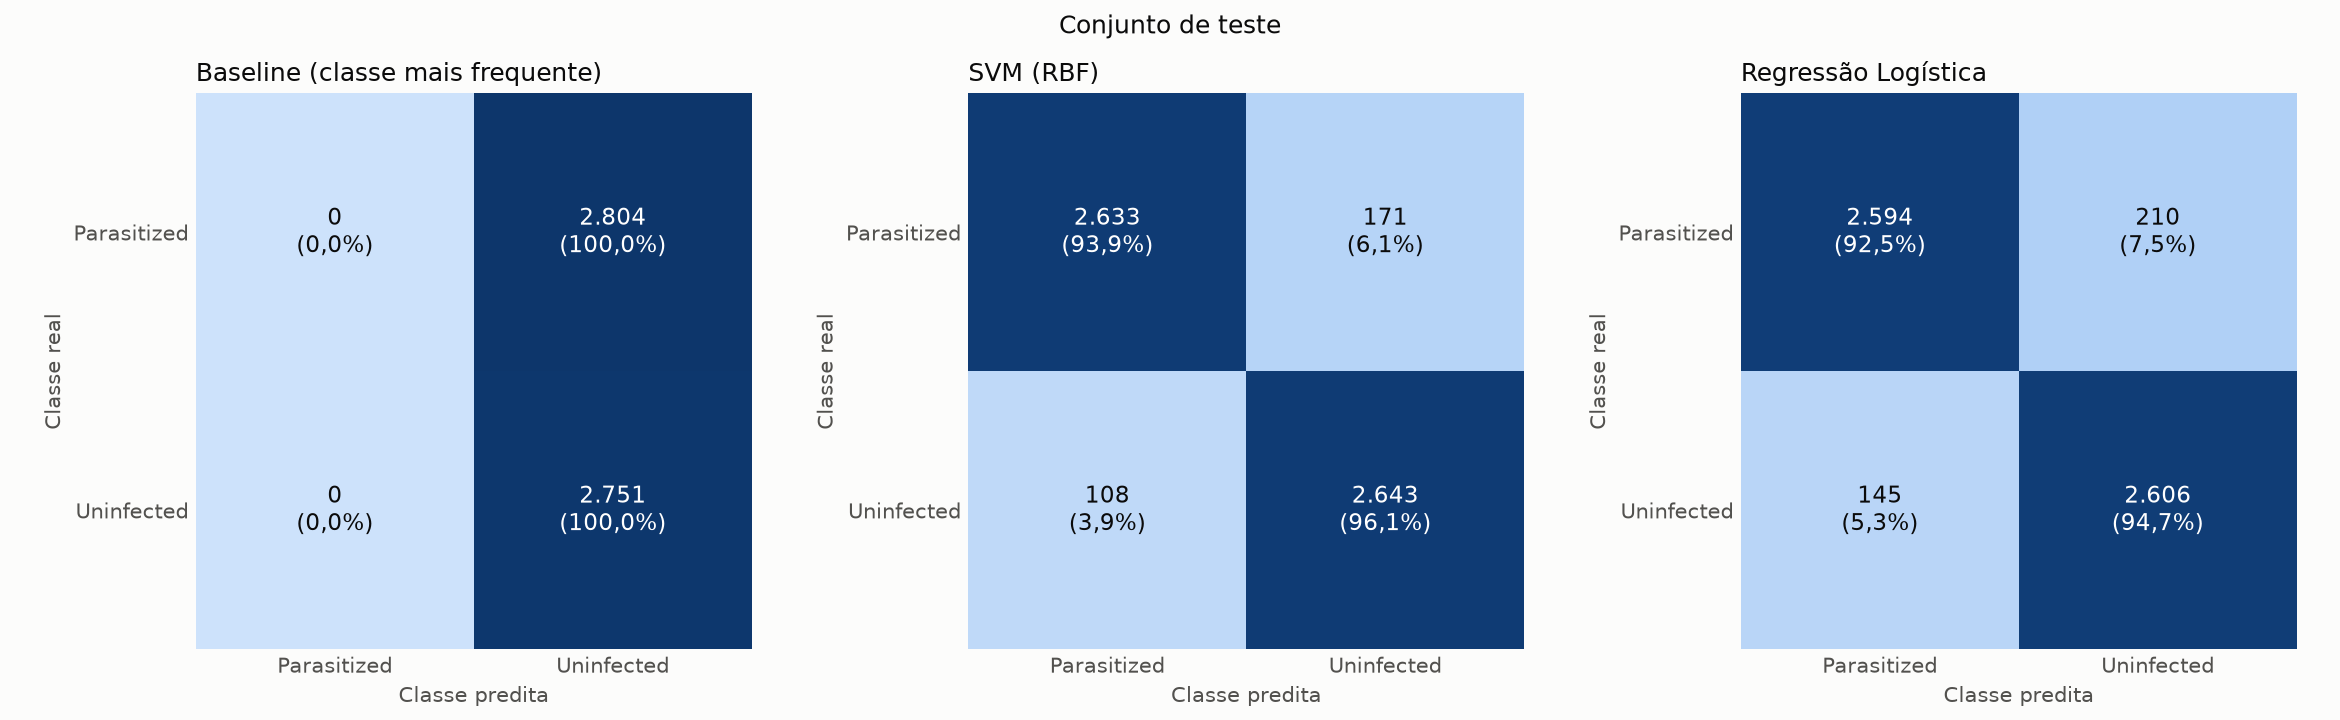 Conjunto de teste
Baseline (classe mais frequente)
Classe real
Parasitized
0
(0,0%)
2.804
(100,0%)
Uninfected
0
(0,0%)
2.751
(100,0%)
Parasitized
Uninfected
Classe predita
SVM (RBF)
Classe real
Parasitized
2.633
(93,9%)
171
(6,1%)
Uninfected
108
(3,9%)
2.643
(96,1%)
Parasitized
Uninfected
Classe predita
Regressão Logística
Classe real
Parasitized
2.594
(92,5%)
210
(7,5%)
Uninfected
145
(5,3%)
2.606
(94,7%)
Parasitized
Uninfected
Classe predita